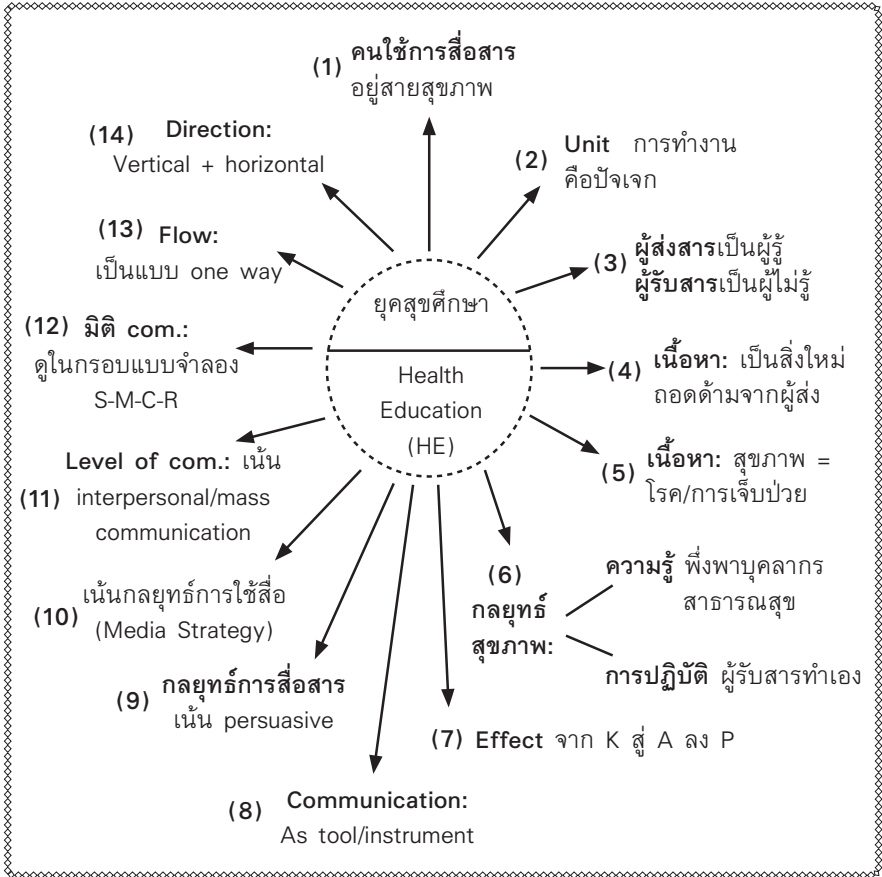 (1) คนใช้การสื่อสาร
อยู่สายสุขภาพ
(2) Unit การทำงาน
คือปัจเจก
(3) ผู้ส่งสารเป็นผู้รู้
ผู้รับสารเป็นผู้ไม่รู้
(4) เนื้อหา: เป็นสิ่งใหม่
ถอดด้ามจากผู้ส่ง
(5) เนื้อหา: สุขภาพ =
โรค/การเจ็บป่วย
(6)
กลยุทธ์
สุขภาพ:
ความรู้ พึ่งพาบุคลากร
สาธารณสุข
การปฏิบัติ ผู้รับสารทำเอง
(7) Effect จาก K สู่ A ลง P
(8) Communication:
As tool/instrument
(9) กลยุทธ์การสื่อสาร
เน้น persuasive
(10) เน้นกลยุทธ์การใช้สื่อ
(Media Strategy)
Level of com.: เน้น
(11) interpersonal/mass
communication
(12) มิติ com.:
ดูในกรอบแบบจำลอง
S-M-C-R
(13) Flow:
เป็นแบบ one way
(14) Direction:
Vertical + horizontal
ยุคสุขศึกษา
Health
Education
(HE)